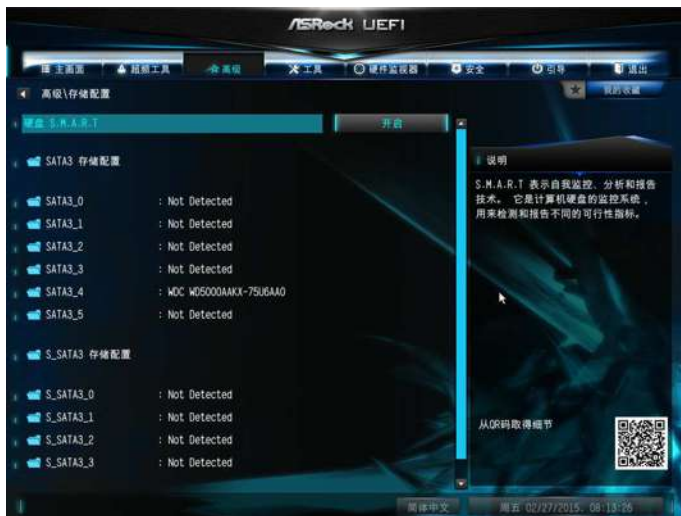 ASRock UEFI
主画面 超频工具 高级 工具 硬件监视器 安全 引导 退出
高级\存储配置
我的收藏
硬盘 S.M.A.R.T 开启
SATA3 存储配置
SATA3_0 : Not Detected
SATA3_1 : Not Detected
SATA3_2 : Not Detected
SATA3_3 : Not Detected
SATA3_4 : WDC WD5000AAKX-75U6AA0
SATA3_5 : Not Detected
S_SATA3 存储配置
S_SATA3_0 : Not Detected
S_SATA3_1 : Not Detected
S_SATA3_2 : Not Detected
S_SATA3_3 : Not Detected
说明
S.M.A.R.T 表示自我监控、分析和报告
技术。 它是计算机硬盘的监控系统，
用来检测和报告不同的可行性指标。
从QR码取得细节
简体中文
周五 02/27/2015. 08:13:26